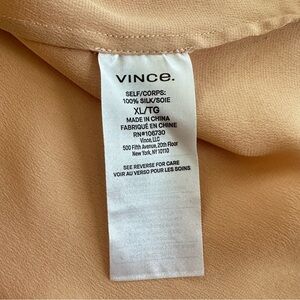 VINCE.
SELF/CORPS:
100% SILK/SOIE
XL/TG
MADE IN CHINA
FABRIQUÉ EN CHINE
RN#106730
Vince, LLC
500 Fifth Avenue, 20th Floor
New York, NY 10110
SEE REVERSE FOR CARE
VOIR AU VERSO POUR LES SOINS